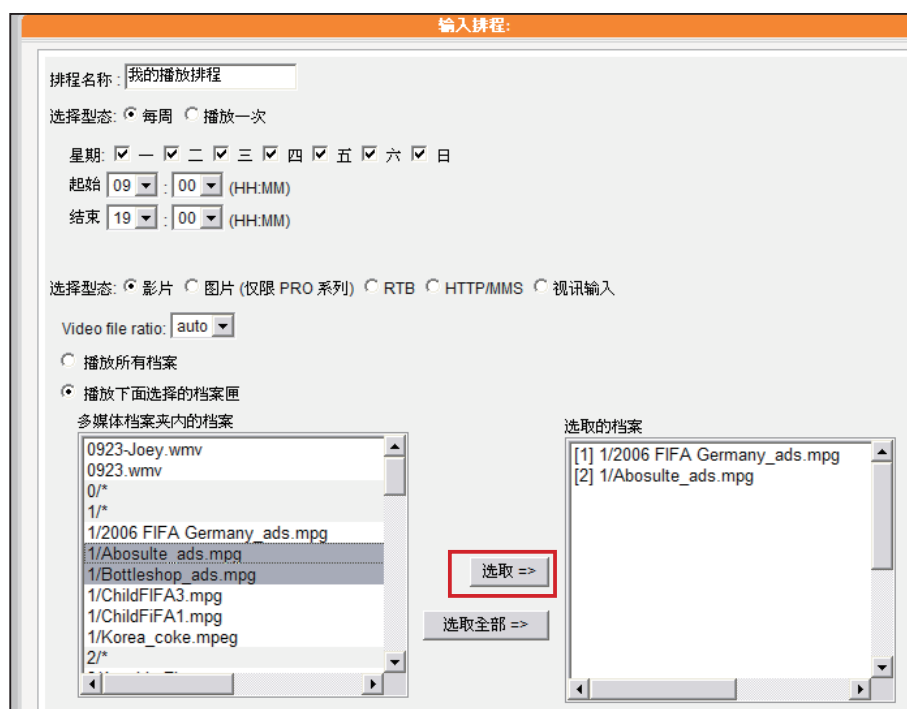 输入排程:
排程名称 : 我的播放排程
选择型态: 每周 播放一次
星期: 一 二 三 四 五 六 日
起始 09 : 00 (HH:MM)
结束 19 : 00 (HH:MM)
选择型态: 影片 图片 (仅限 PRO 系列) RTB HTTP/MMS 视讯输入
Video file ratio: auto
播放所有档案
播放下面选择的档案匣
多媒体档案夹内的档案
0923-Joey.wmv
0923.wmv
0/*
1/*
1/2006 FIFA Germany_ads.mpg
1/Abosulte_ads.mpg
1/Bottleshop_ads.mpg
1/ChildFIFA3.mpg
1/ChildFiFA1.mpg
1/Korea_coke.mpeg
2/*
选取 =>
选取全部 =>
选取的档案
[1] 1/2006 FIFA Germany_ads.mpg
[2] 1/Abosulte_ads.mpg